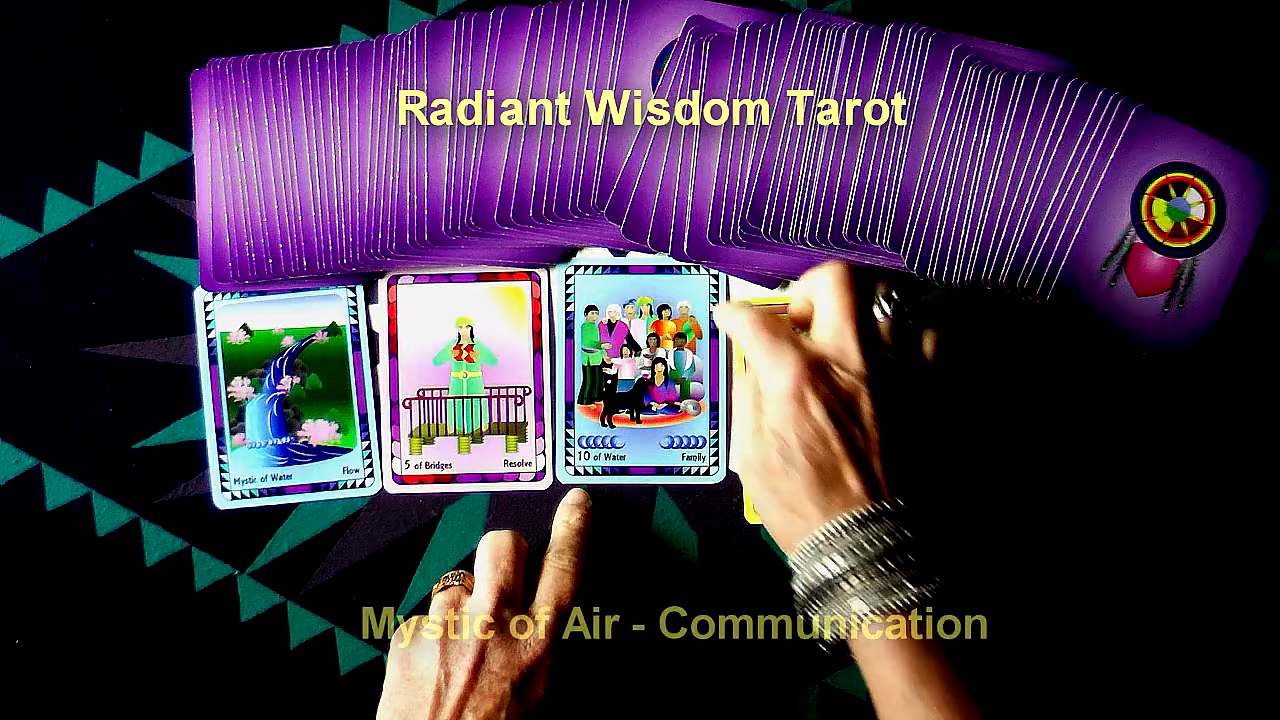 Radiant Wisdom Tarot
Mystic of Water
Flow
5 of Bridges
Resolve
10 of Water
Family
Mystic of Air - Communication